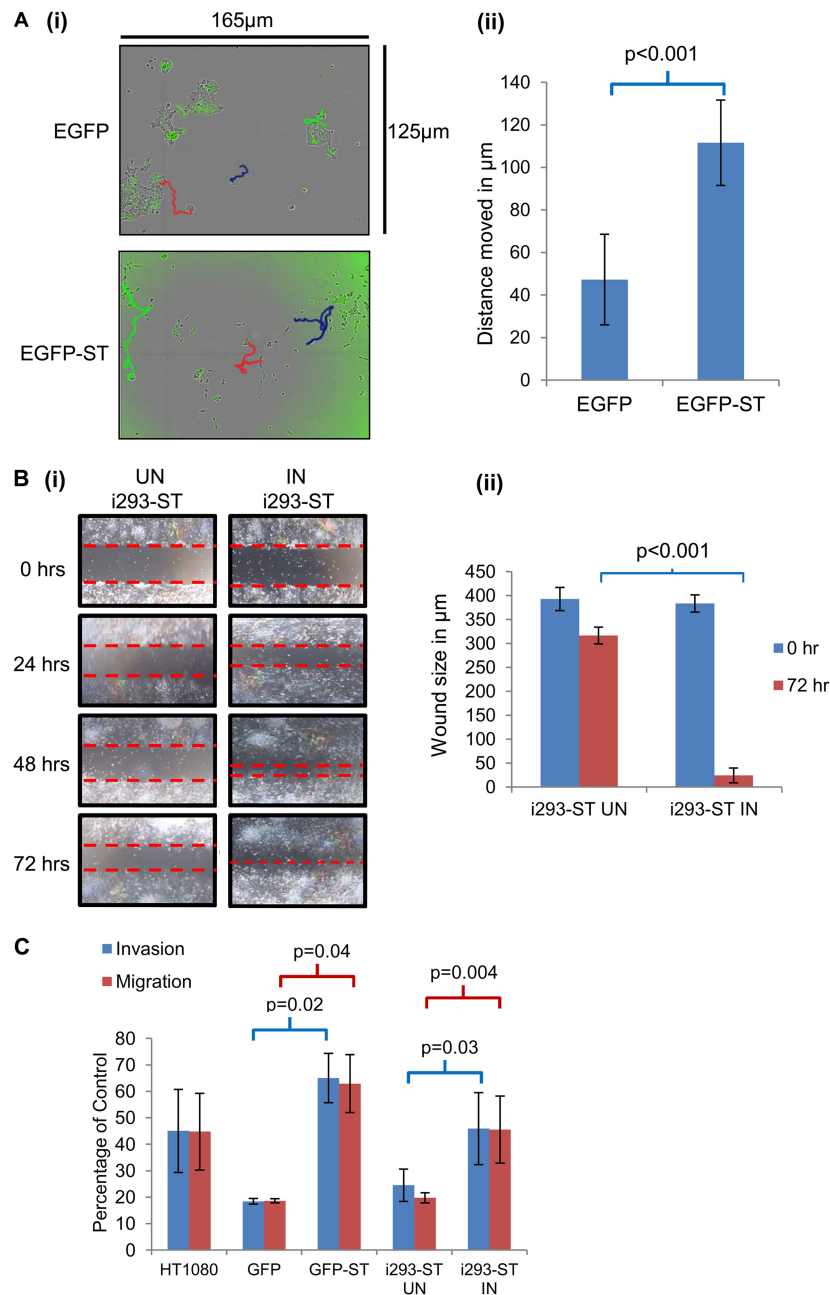 A (i)
165µm
EGFP
125µm
EGFP-ST
(ii)
p<0.001
Distance moved in µm
140
120
100
80
60
40
20
0
EGFP EGFP-ST
B (i)
UN i293-ST
IN i293-ST
0 hrs
24 hrs
48 hrs
72 hrs
(ii)
p<0.001
Wound size in µm
450
400
350
300
250
200
150
100
50
0
i293-ST UN i293-ST IN
0 hr
72 hr
C
Invasion
Migration
p=0.04
p=0.02
p=0.004
p=0.03
Percentage of Control
80
70
60
50
40
30
20
10
0
HT1080 GFP GFP-ST i293-ST UN i293-ST IN